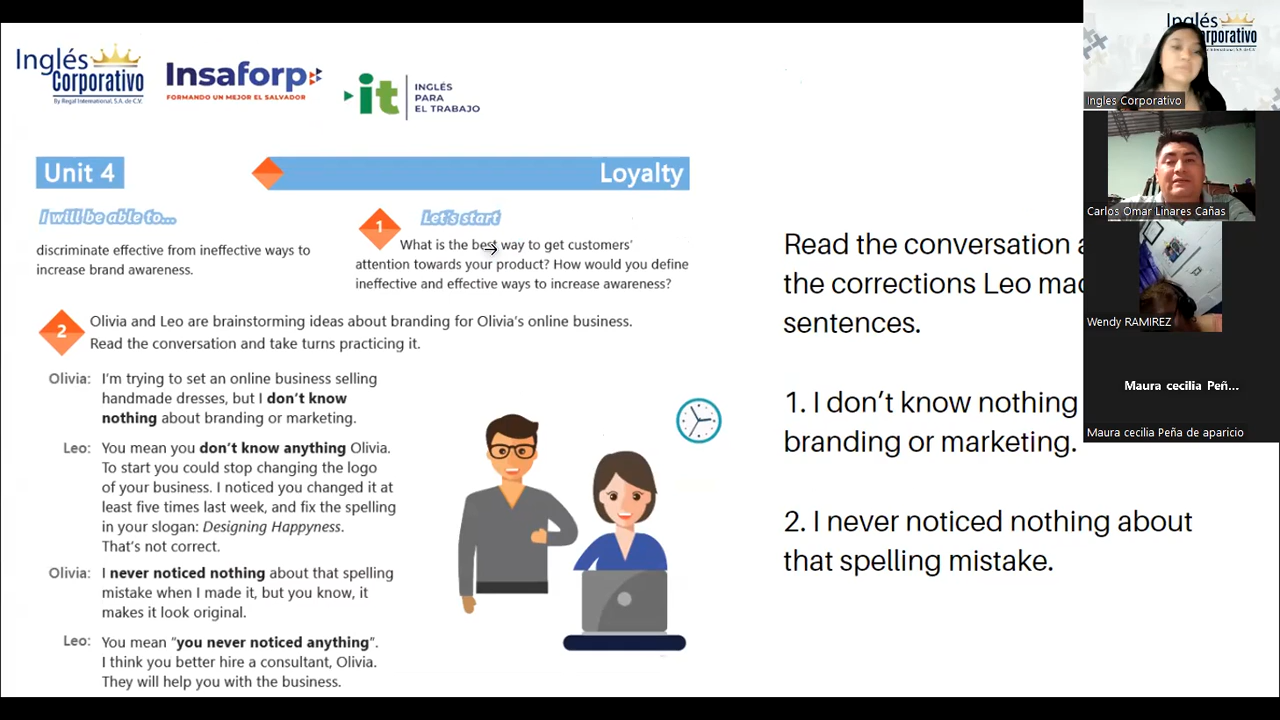 Inglés
Corporativo
By Regal International, S.A. de C.V.
Insaforp
FORMANDO UN MEJOR EL SALVADOR
it
INGLÉS
PARA
EL TRABAJO
Unit 4
Loyalty
I will be able to...
discriminate effective from ineffective ways to
increase brand awareness.
1
Let's start
What is the best way to get customers'
attention towards your product? How would you define
ineffective and effective ways to increase awareness?
2
Olivia and Leo are brainstorming ideas about branding for Olivia's online business.
Read the conversation and take turns practicing it.
Olivia: I'm trying to set an online business selling
handmade dresses, but I don't know
nothing about branding or marketing.
Leo: You mean you don't know anything Olivia.
To start you could stop changing the logo
of your business. I noticed you changed it at
least five times last week, and fix the spelling
in your slogan: Designing Happyness.
That's not correct.
Olivia: I never noticed nothing about that spelling
mistake when I made it, but you know, it
makes it look original.
Leo: You mean "you never noticed anything".
I think you better hire a consultant, Olivia.
They will help you with the business.
Read the conversation
the corrections Leo
sentences.
1. I don't know nothing
branding or marketing.
2. I never noticed nothing about
that spelling mistake.
Inglés
Corporativo
Ingles Corporativo
Carlos Omar Linares Cañas
Wendy RAMIREZ
Maura cecilia Peñ...
Maura cecilia Peña de aparicio